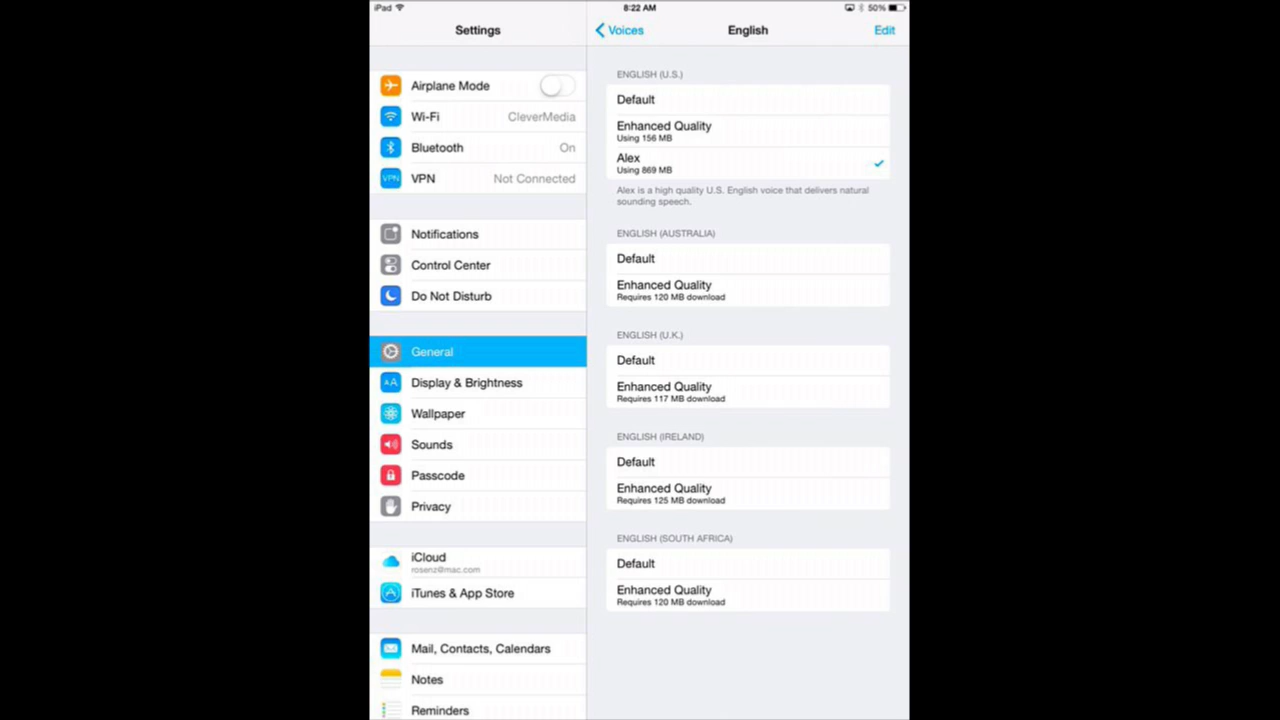 iPad
8:22 AM
50%
Settings
Voices
English
Edit
Airplane Mode
Wi-Fi
CleverMedia
Bluetooth
On
VPN
VPN
Not Connected
Notifications
Control Center
Do Not Disturb
General
AA
Display & Brightness
Wallpaper
Sounds
Passcode
Privacy
iCloud
rosenz@mac.com
iTunes & App Store
Mail, Contacts, Calendars
Notes
Reminders
ENGLISH (U.S.)
Default
Enhanced Quality
Using 156 MB
Alex
Using 869 MB
Alex is a high quality U.S. English voice that delivers natural
sounding speech.
ENGLISH (AUSTRALIA)
Default
Enhanced Quality
Requires 120 MB download
ENGLISH (U.K.)
Default
Enhanced Quality
Requires 117 MB download
ENGLISH (IRELAND)
Default
Enhanced Quality
Requires 125 MB download
ENGLISH (SOUTH AFRICA)
Default
Enhanced Quality
Requires 120 MB download